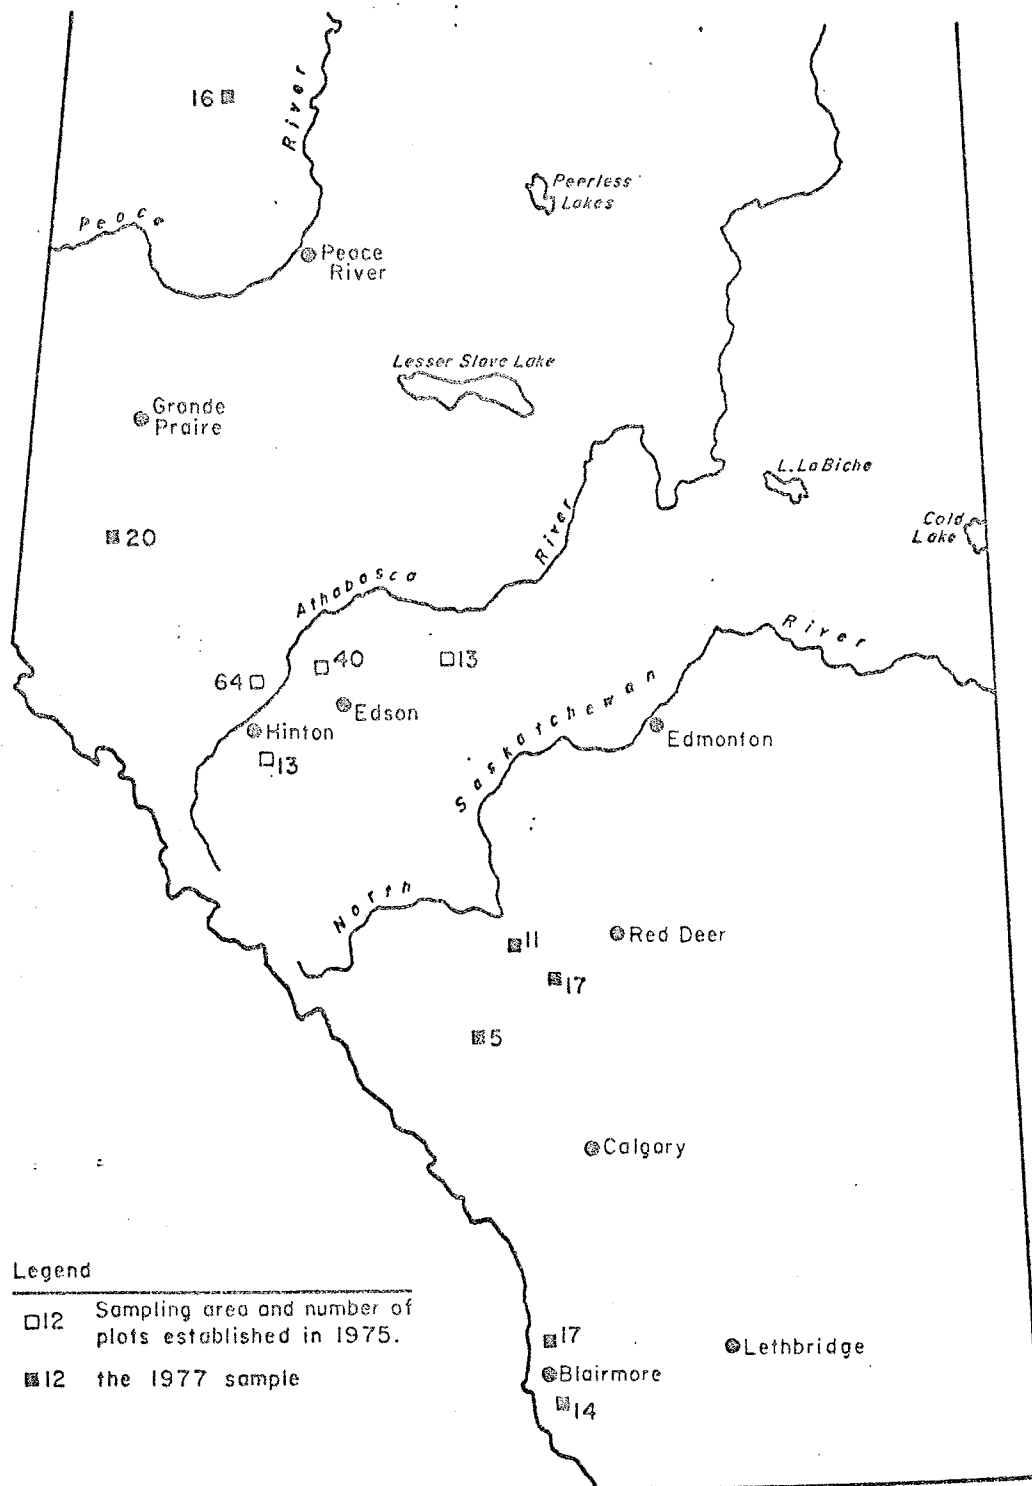 16
River
Peerless
Lakes
Peace
Peace
River
Lesser Slave Lake
Grande
Praire
L. La Biche
Cold
Lake
20
River
Athabasca
River
13
40
64
Edson
Hinton
Saskatchewan
Edmonton
13
North
11
Red Deer
17
5
Calgary
Legend
12 Sampling area and number of
plots established in 1975.
12 the 1977 sample
17
Lethbridge
Blairmore
14